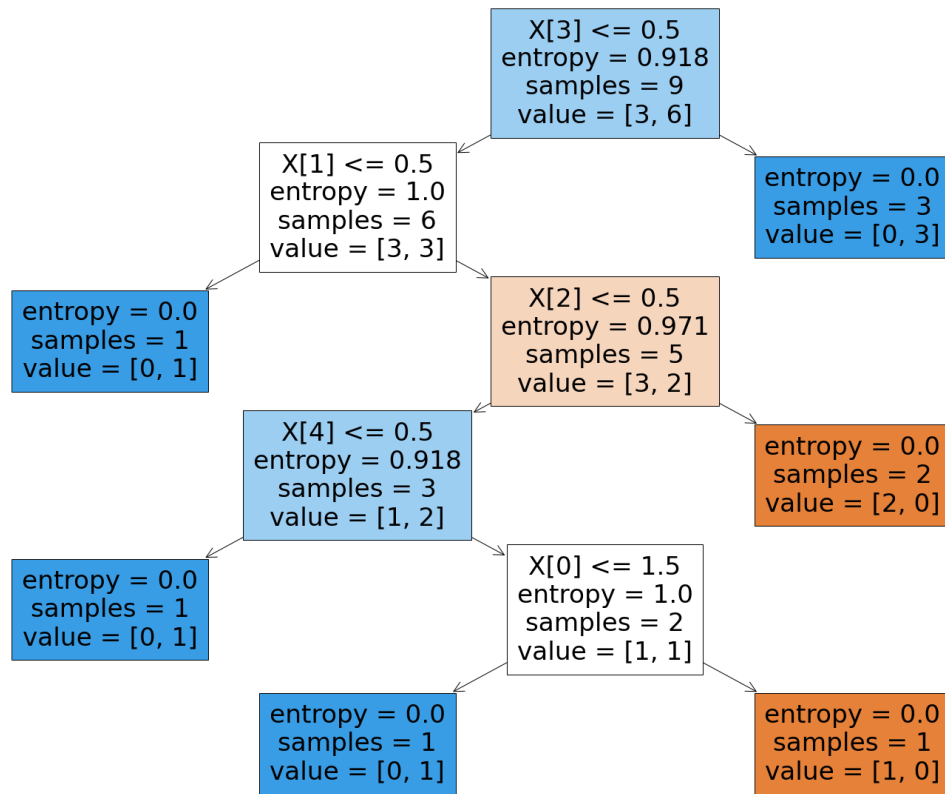 X[3] <= 0.5
entropy = 0.918
samples = 9
value = [3, 6]
X[1] <= 0.5
entropy = 1.0
samples = 6
value = [3, 3]
entropy = 0.0
samples = 3
value = [0, 3]
entropy = 0.0
samples = 1
value = [0, 1]
X[2] <= 0.5
entropy = 0.971
samples = 5
value = [3, 2]
X[4] <= 0.5
entropy = 0.918
samples = 3
value = [1, 2]
entropy = 0.0
samples = 2
value = [2, 0]
entropy = 0.0
samples = 1
value = [0, 1]
X[0] <= 1.5
entropy = 1.0
samples = 2
value = [1, 1]
entropy = 0.0
samples = 1
value = [0, 1]
entropy = 0.0
samples = 1
value = [1, 0]